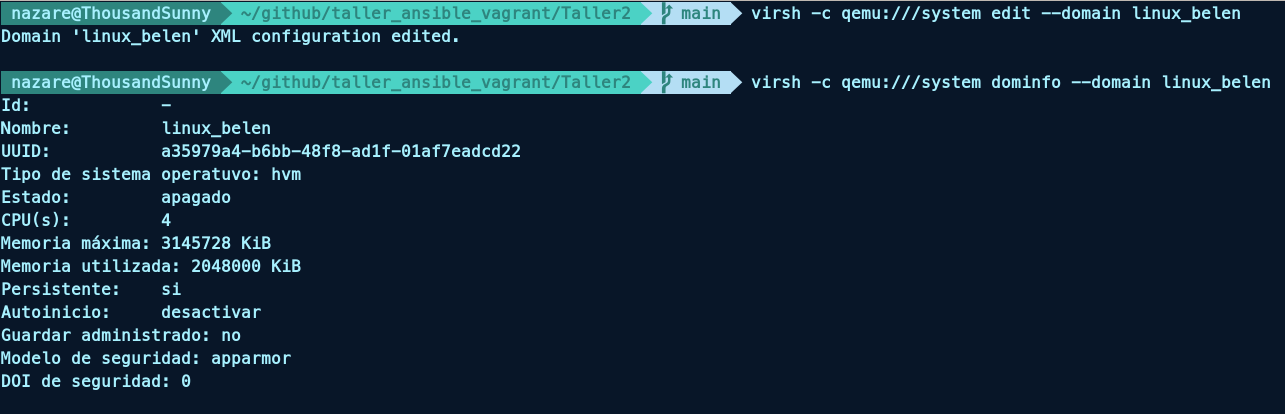 nazare@ThousandSunny ~/github/taller_ansible_vagrant/Taller2 main virsh -c qemu:///system edit --domain linux_belen
Domain 'linux_belen' XML configuration edited.
nazare@ThousandSunny ~/github/taller_ansible_vagrant/Taller2 main virsh -c qemu:///system dominfo --domain linux_belen
Id: -
Nombre: linux_belen
UUID: a35979a4-b6bb-48f8-ad1f-01af7eadcd22
Tipo de sistema operatuvo: hvm
Estado: apagado
CPU(s): 4
Memoria máxima: 3145728 KiB
Memoria utilizada: 2048000 KiB
Persistente: si
Autoinicio: desactivar
Guardar administrado: no
Modelo de seguridad: apparmor
DOI de seguridad: 0